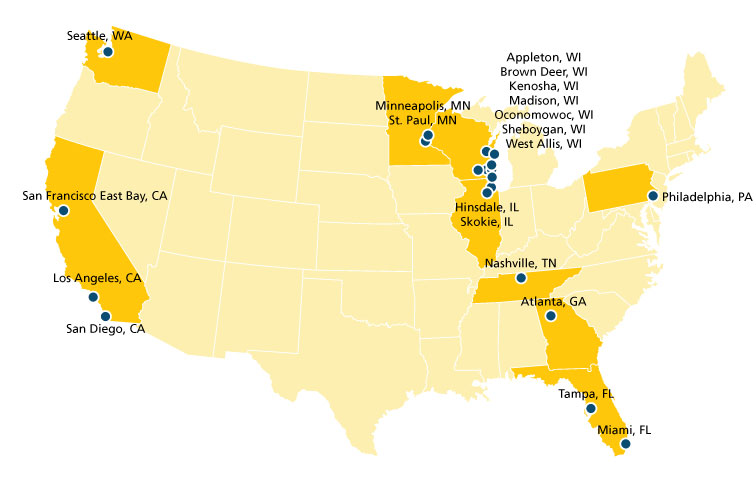 Seattle, WA
Appleton, WI
Brown Deer, WI
Kenosha, WI
Madison, WI
Oconomowoc, WI
Sheboygan, WI
West Allis, WI
Minneapolis, MN
St. Paul, MN
San Francisco East Bay, CA
Philadelphia, PA
Hinsdale, IL
Skokie, IL
Nashville, TN
Los Angeles, CA
Atlanta, GA
San Diego, CA
Tampa, FL
Miami, FL